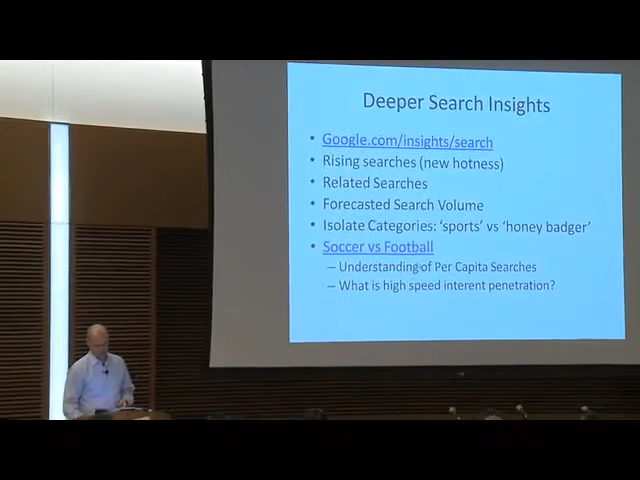 Deeper Search Insights
• Google.com/insights/search
• Rising searches (new hotness)
• Related Searches
• Forecasted Search Volume
• Isolate Categories: ‘sports’ vs ‘honey badger’
• Soccer vs Football
– Understanding of Per Capita Searches
– What is high speed interent penetration?